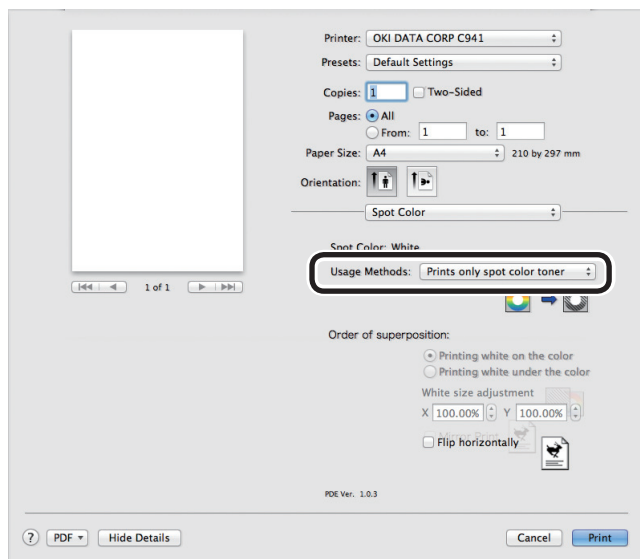 Printer: OKI DATA CORP C941
Presets: Default Settings
Copies: 1 Two-Sided
Pages: All
From: 1 to: 1
Paper Size: A4 210 by 297 mm
Orientation:
Spot Color
Spot Color: White
Usage Methods: Prints only spot color toner
1 of 1
Order of superposition:
Printing white on the color
Printing white under the color
White size adjustment
X 100.00% Y 100.00%
Mirror Print
Flip horizontally
PDE Ver. 1.0.3
? PDF Hide Details Cancel Print